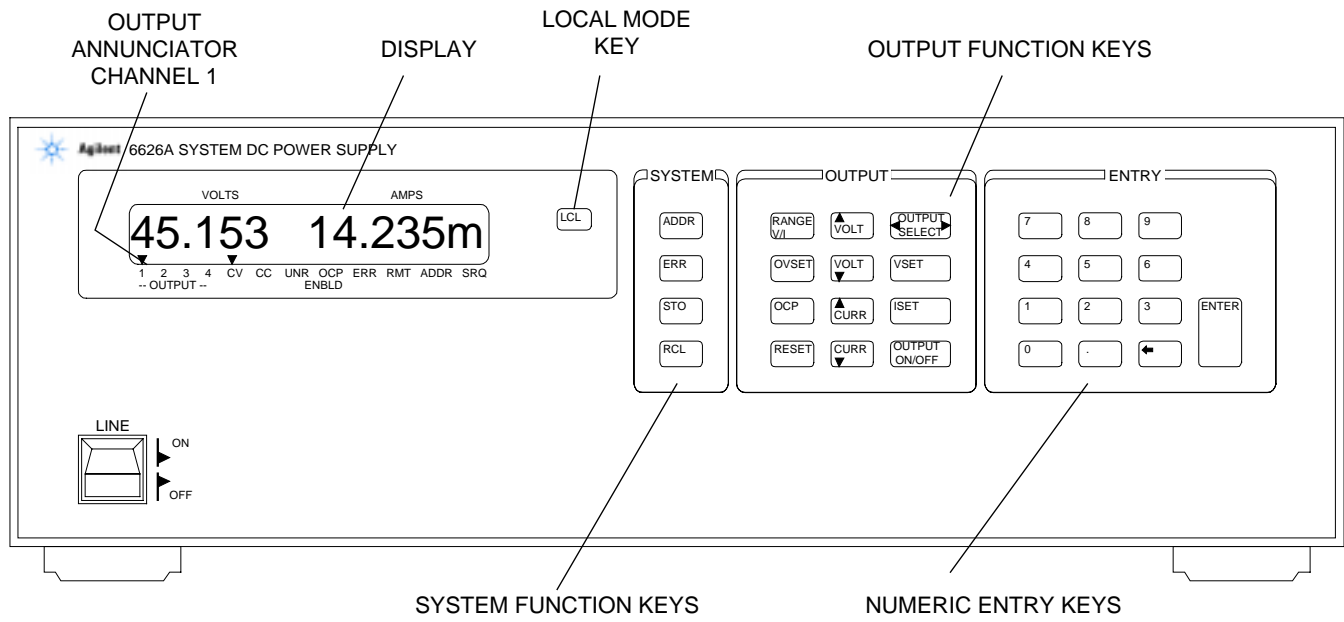 OUTPUT
ANNUNCIATOR
CHANNEL 1
DISPLAY
LOCAL MODE
KEY
OUTPUT FUNCTION KEYS
Agilent 6626A SYSTEM DC POWER SUPPLY
VOLTS
AMPS
45.153 14.235m
1 2 3 4 CV CC UNR OCP ERR RMT ADDR SRQ
-- OUTPUT --
ENBLD
LCL
SYSTEM
ADDR
ERR
STO
RCL
OUTPUT
RANGE
V/I
VOLT
OUTPUT
SELECT
OVSET
VOLT
VSET
OCP
CURR
ISET
RESET
CURR
OUTPUT
ON/OFF
ENTRY
7 8 9
4 5 6
1 2 3
ENTER
0 .
LINE
ON
OFF
SYSTEM FUNCTION KEYS
NUMERIC ENTRY KEYS